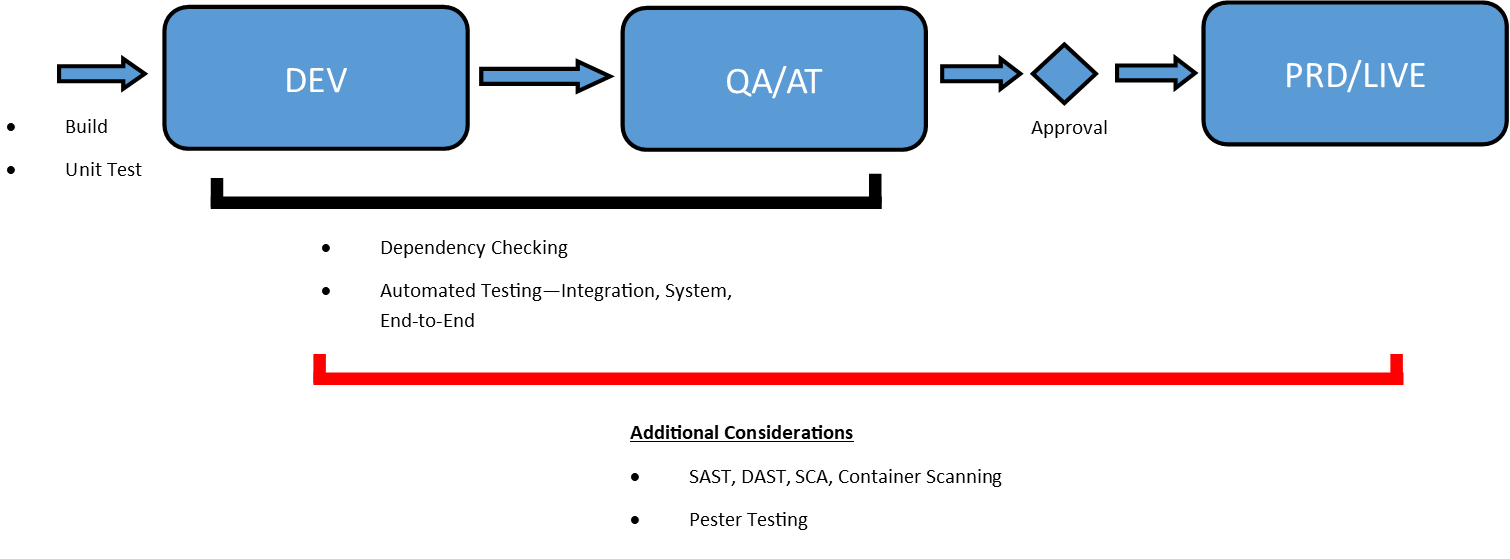 DEV
QA/AT
PRD/LIVE
• Build
• Unit Test
Approval
• Dependency Checking
• Automated Testing—Integration, System,
End-to-End
Additional Considerations
• SAST, DAST, SCA, Container Scanning
• Pester Testing